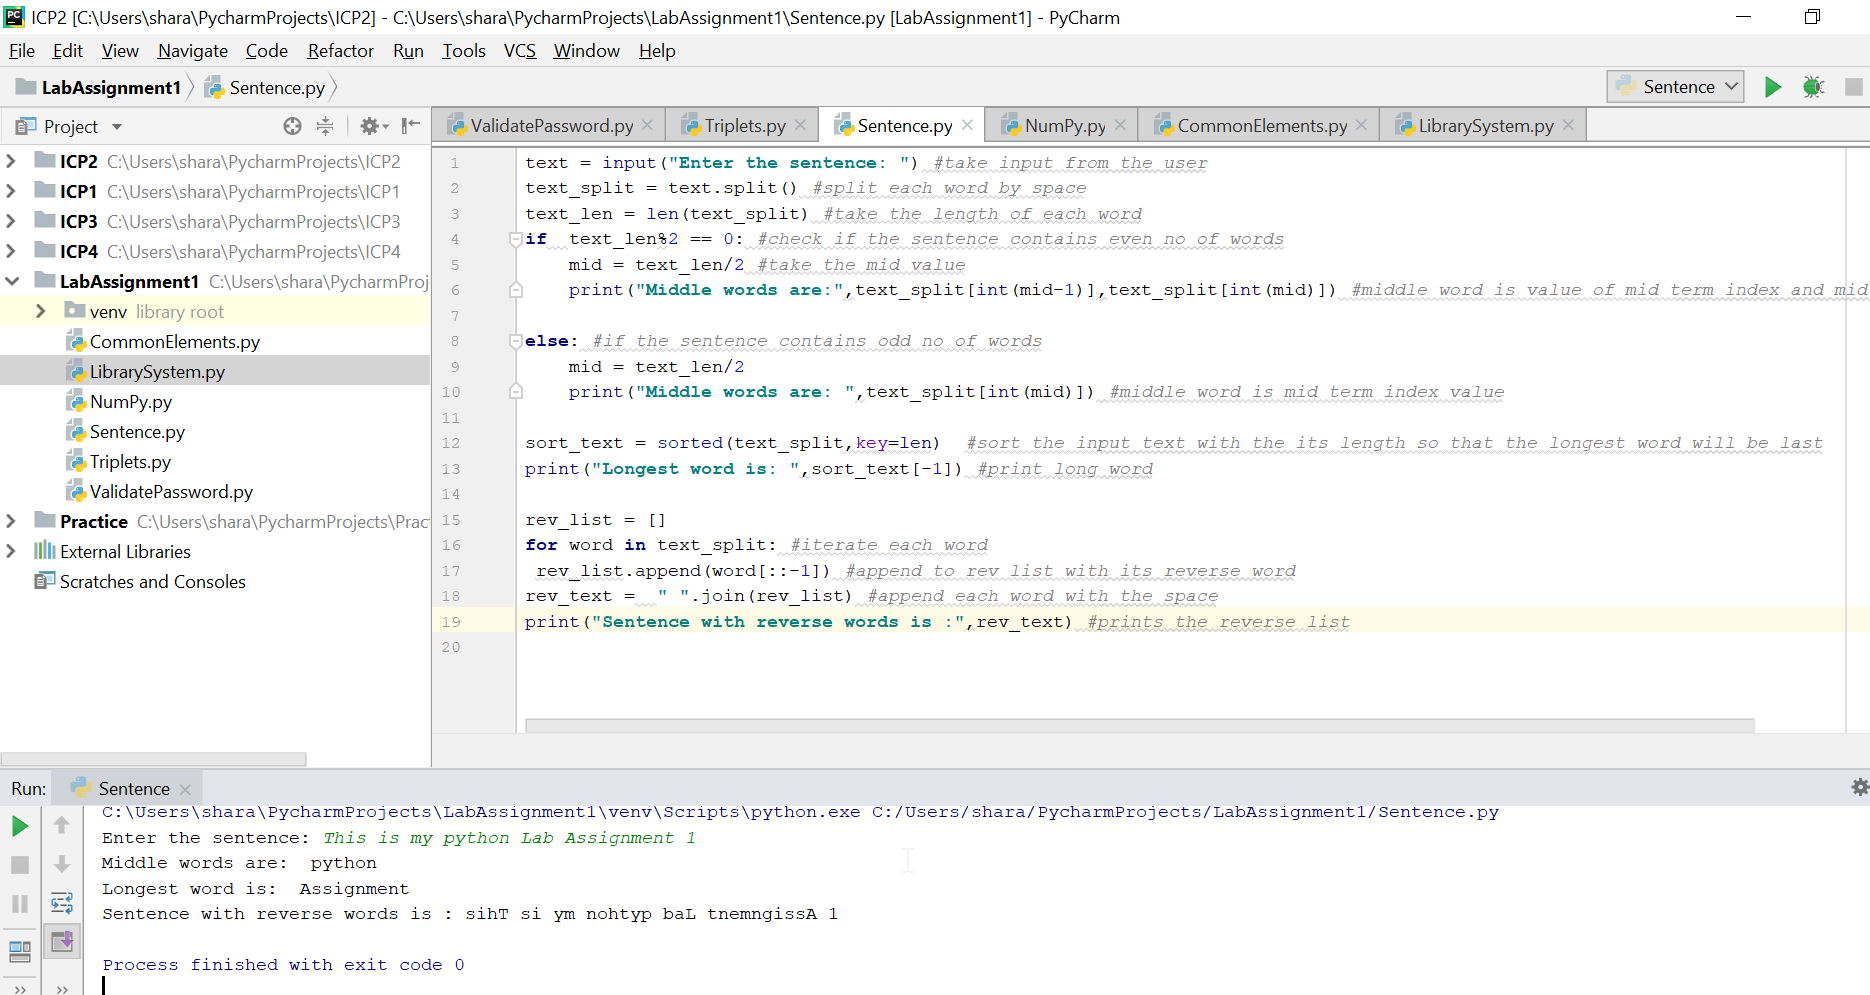 ICP2 [C:\Users\shara\PycharmProjects\ICP2] - C:\Users\shara\PycharmProjects\LabAssignment1\Sentence.py [LabAssignment1] - PyCharm
File Edit View Navigate Code Refactor Run Tools VCS Window Help
LabAssignment1 Sentence.py Sentence
Project
ValidatePassword.py Triplets.py Sentence.py NumPy.py CommonElements.py LibrarySystem.py
ICP2 C:\Users\shara\PycharmProjects\ICP2
ICP1 C:\Users\shara\PycharmProjects\ICP1
ICP3 C:\Users\shara\PycharmProjects\ICP3
ICP4 C:\Users\shara\PycharmProjects\ICP4
LabAssignment1 C:\Users\shara\PycharmProj
venv library root
CommonElements.py
LibrarySystem.py
NumPy.py
Sentence.py
Triplets.py
ValidatePassword.py
Practice C:\Users\shara\PycharmProjects\Prac
External Libraries
Scratches and Consoles
1 text = input("Enter the sentence: ") #take input from the user
2 text_split = text.split() #split each word by space
3 text_len = len(text_split) #take the length of each word
4 if  text_len%2 == 0: #check if the sentence contains even no of words
5     mid = text_len/2 #take the mid value
6     print("Middle words are:",text_split[int(mid-1)],text_split[int(mid)]) #middle word is value of mid term index and mid
7
8 else: #if the sentence contains odd no of words
9     mid = text_len/2
10     print("Middle words are: ",text_split[int(mid)]) #middle word is mid term index value
11
12 sort_text = sorted(text_split,key=len)  #sort the input text with the its length so that the longest word will be last
13 print("Longest word is: ",sort_text[-1]) #print long word
14
15 rev_list = []
16 for word in text_split: #iterate each word
17  rev_list.append(word[::-1]) #append to rev list with its reverse word
18 rev_text =  " ".join(rev_list) #append each word with the space
19 print("Sentence with reverse words is :",rev_text) #prints the reverse list
20
Run: Sentence
C:\Users\shara\PycharmProjects\LabAssignment1\venv\Scripts\python.exe C:/Users/shara/PycharmProjects/LabAssignment1/Sentence.py
Enter the sentence: This is my python Lab Assignment 1
Middle words are:  python
Longest word is:  Assignment
Sentence with reverse words is : sihT si ym nohtyp baL tnemngissA 1
Process finished with exit code 0